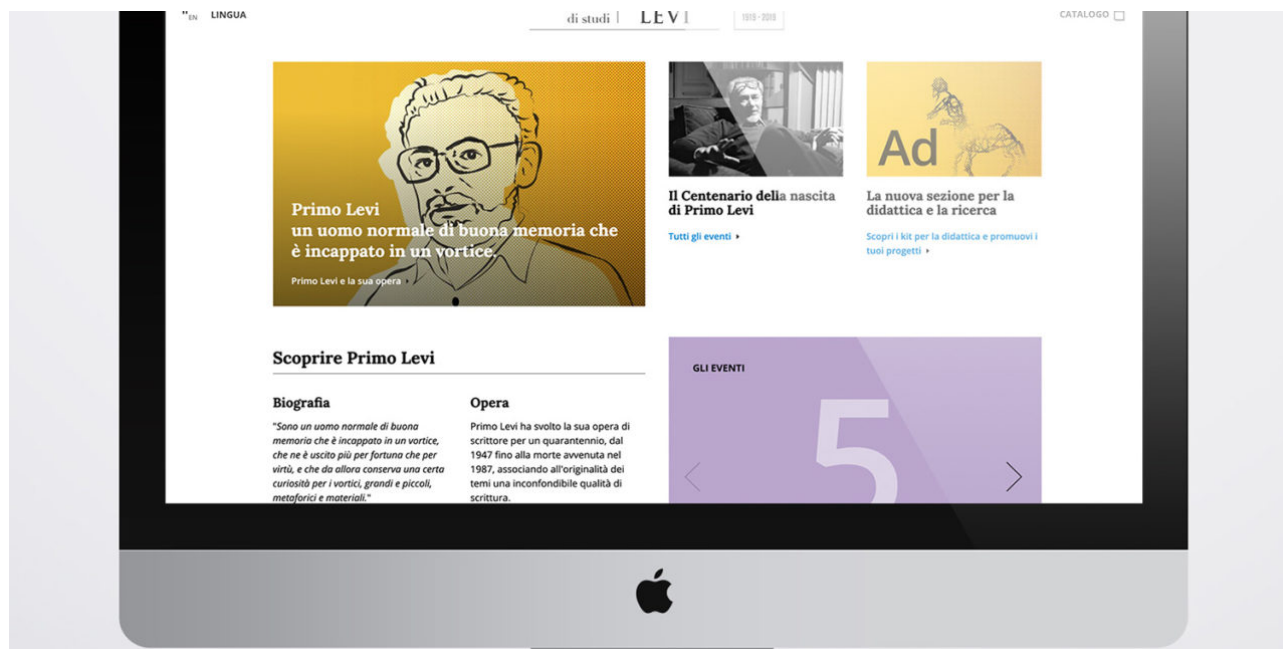 EN LINGUA
di studi LEVI
1919 - 2019
CATALOGO
Primo Levi
un uomo normale di buona memoria che
è incappato in un vortice.
Primo Levi e la sua opera
Il Centenario della nascita
di Primo Levi
Tutti gli eventi
Ad
La nuova sezione per la
didattica e la ricerca
Scopri i kit per la didattica e promuovi i
tuoi progetti
Scoprire Primo Levi
Biografia
"Sono un uomo normale di buona
memoria che è incappato in un vortice,
che ne è uscito più per fortuna che per
virtù, e che da allora conserva una certa
curiosità per i vortici, grandi e piccoli,
metaforici e materiali."
Opera
Primo Levi ha svolto la sua opera di
scrittore per un quarantennio, dal
1947 fino alla morte avvenuta nel
1987, associando all'originalità dei
temi una inconfondibile qualità di
scrittura.
GLI EVENTI
5